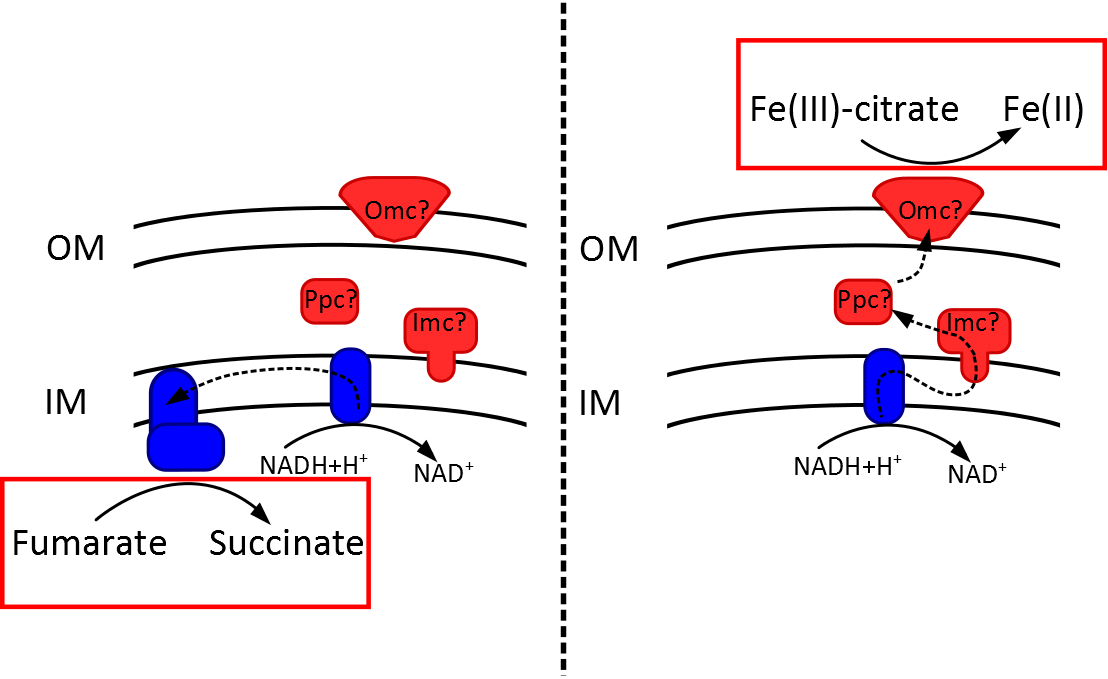 Omc?
OM
Ppc?
Imc?
IM
NADH+H⁺
NAD⁺
Fumarate
Succinate
Fe(III)-citrate
Fe(II)
Omc?
OM
Ppc?
Imc?
IM
NADH+H⁺
NAD⁺